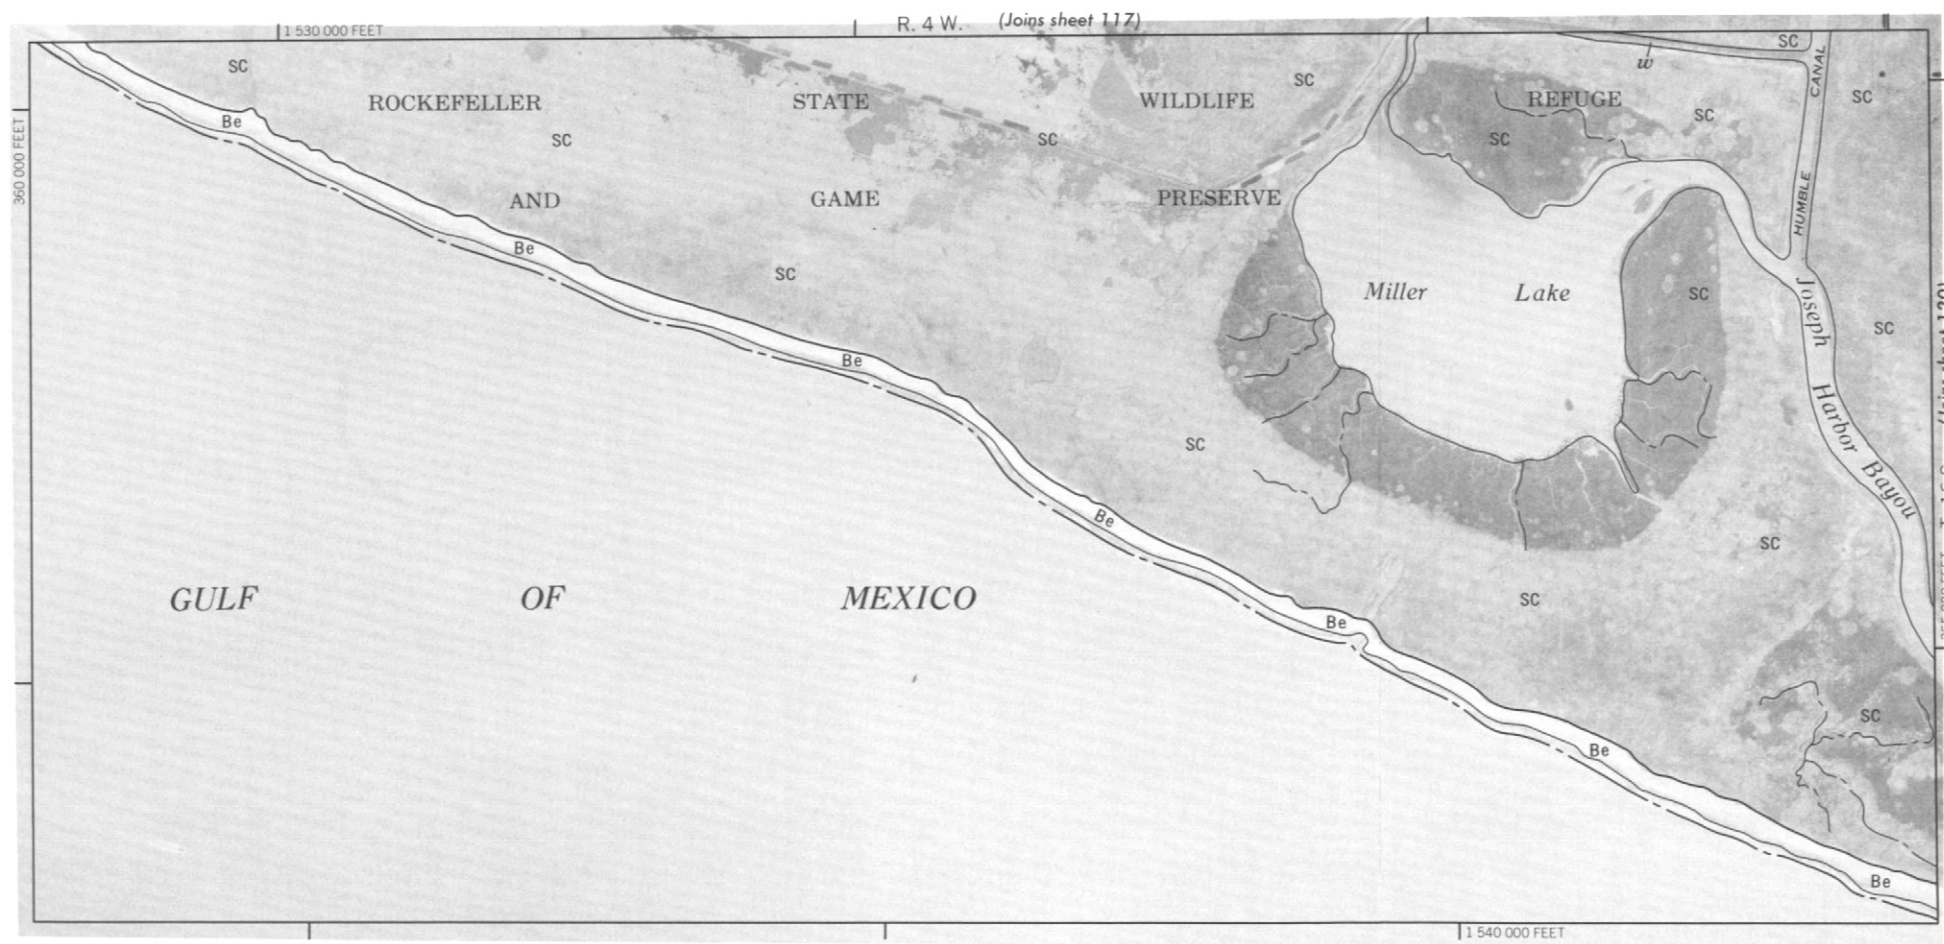 R. 4 W. (Joins sheet 117)
1 530 000 FEET
360 000 FEET
SC
SC
SC
W
CANAL
SC
ROCKEFELLER STATE WILDLIFE REFUGE
SC
Be
SC
SC
SC
HUMBLE
AND GAME PRESERVE
Be
SC
Miller Lake
SC
Joseph Harbor Bayou
SC
Be
SC
Be
SC
GULF OF MEXICO
SC
Be
SC
Be
Be
1 540 000 FEET